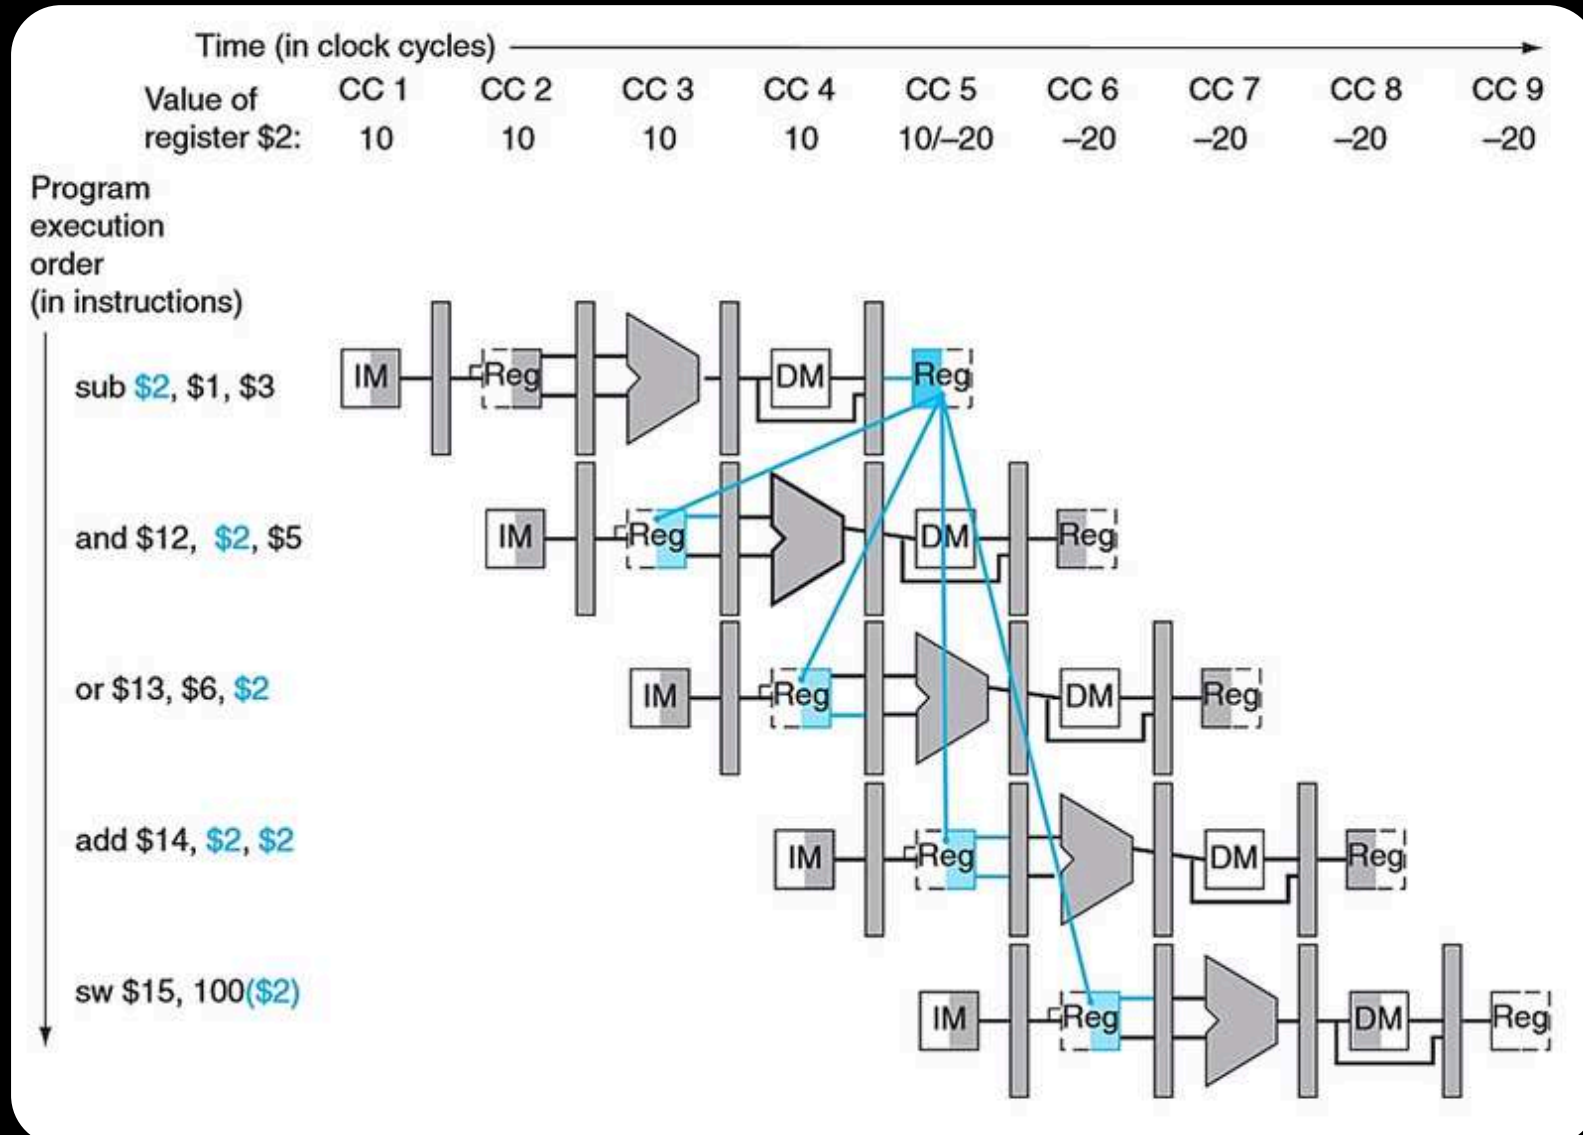 Time (in clock cycles)
CC 1 CC 2 CC 3 CC 4 CC 5 CC 6 CC 7 CC 8 CC 9
Value of
register $2: 10 10 10 10 10/–20 –20 –20 –20 –20
Program
execution
order
(in instructions)
sub $2, $1, $3 IM Reg DM Reg
and $12, $2, $5 IM Reg DM Reg
or $13, $6, $2 IM Reg DM Reg
add $14, $2, $2 IM Reg DM Reg
sw $15, 100($2) IM Reg DM Reg